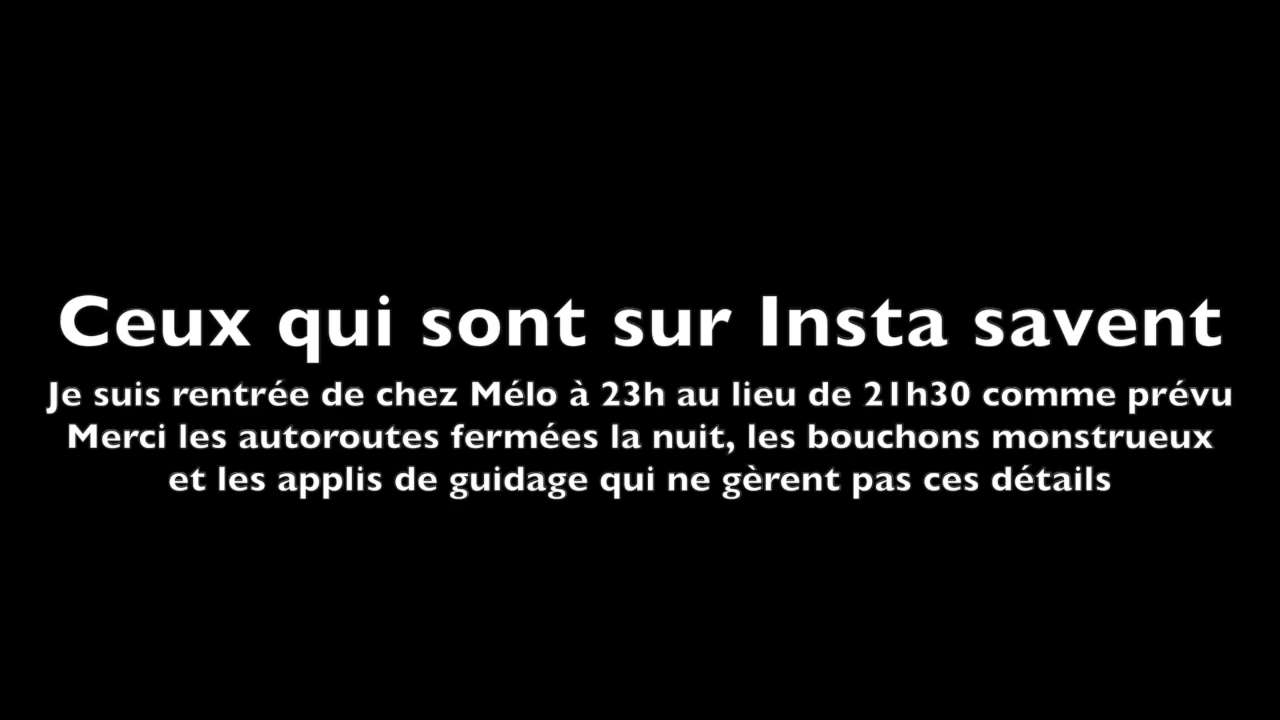 Ceux qui sont sur Insta savent
Je suis rentrée de chez Mélo à 23h au lieu de 21h30 comme prévu
Merci les autoroutes fermées la nuit, les bouchons monstrueux
et les applis de guidage qui ne gèrent pas ces détails